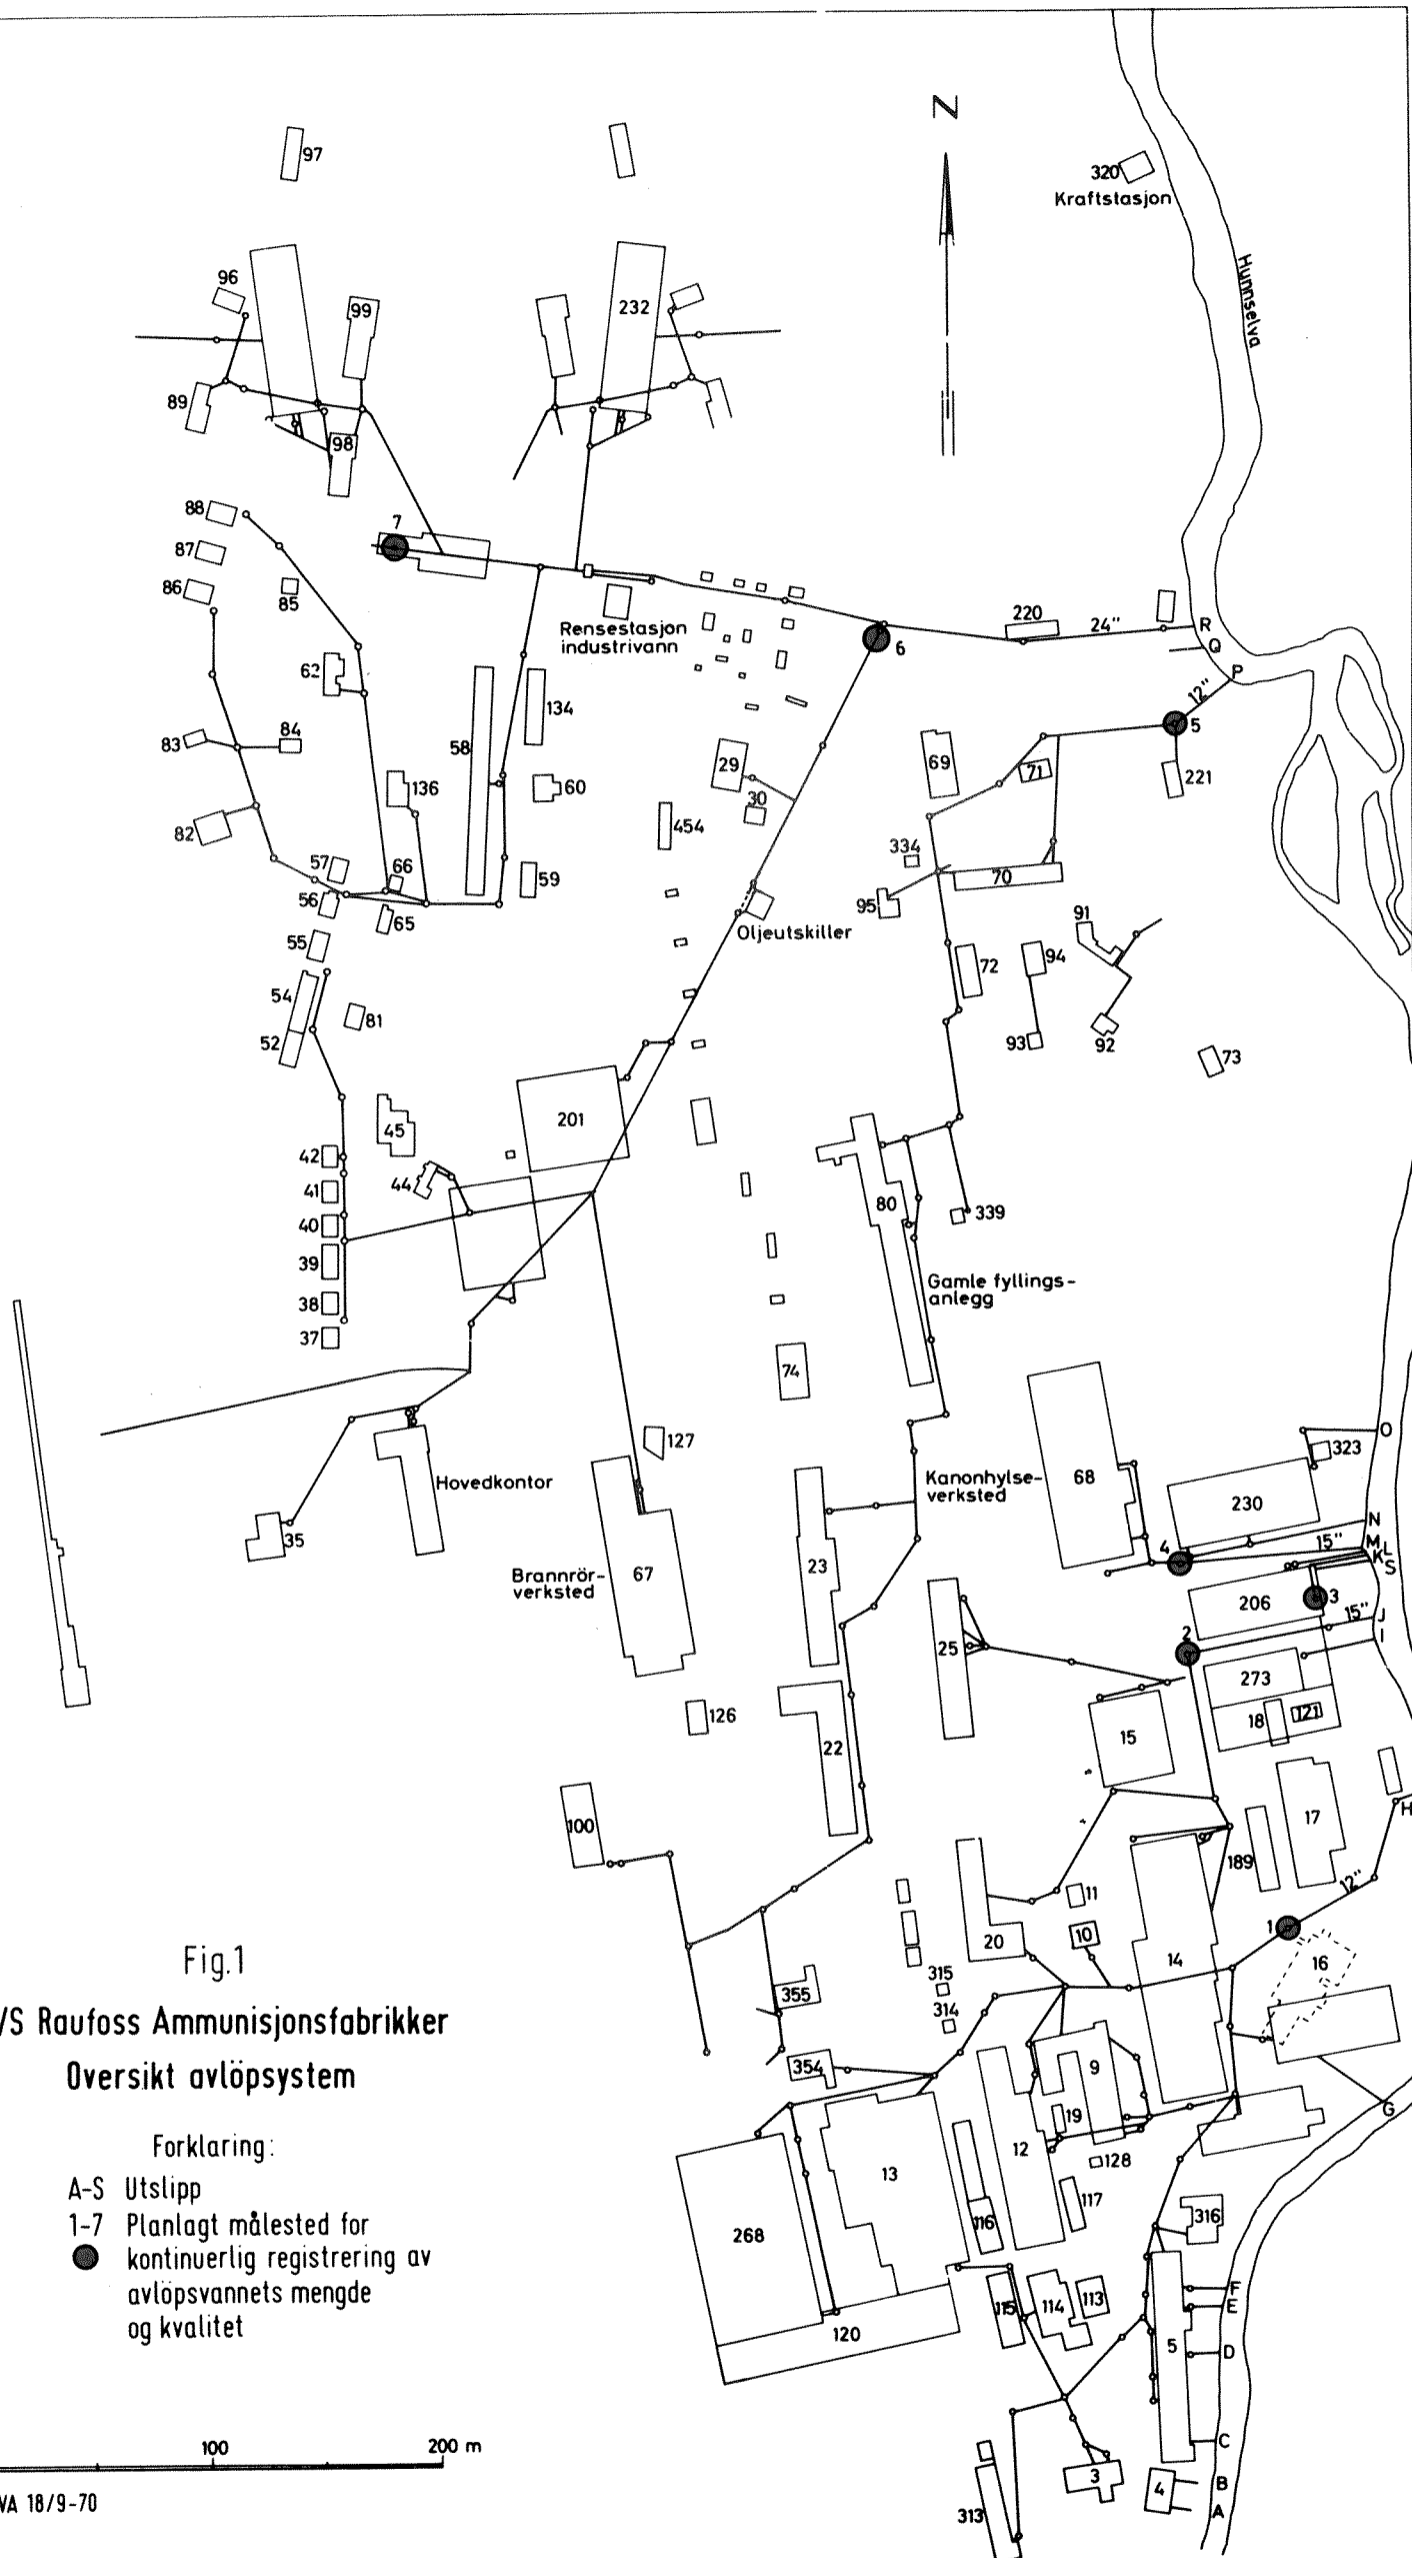 N
97
320
Kraftstasjon
Hunnselva
96
99
232
89
98
88
7
87
86
85
Rensestasjon
industrivann
220
24"
R
Q
6
P
12"
5
62
134
83
84
58
69
71
221
29
136
60
30
82
454
334
57
66
59
70
56
95
65
91
Oljeutskiller
55
94
72
54
81
52
93
92
73
201
45
42
44
41
80
339
40
39
Gamle fyllings-
anlegg
38
37
74
127
O
323
Hovedkontor
Kanonhylse-
verksted
68
230
35
N
4
15"
M
L
K
S
Brannrör-
verksted
67
23
206
3
15"
J
2
I
25
273
126
18
121
15
22
100
17
H
189
12"
11
1
10
20
14
16
Fig.1
315
355
314
/S Raufoss Ammunisjonsfabrikker
Oversikt avlöpsystem
354
9
G
19
Forklaring:
12
128
13
A-S Utslipp
117
1-7 Planlagt målested for
116
316
268
kontinuerlig registrering av
avlöpsvannets mengde
og kvalitet
F
E
115
114
113
120
5
D
C
100
200 m
3
4
B
A
VA 18/9-70
313